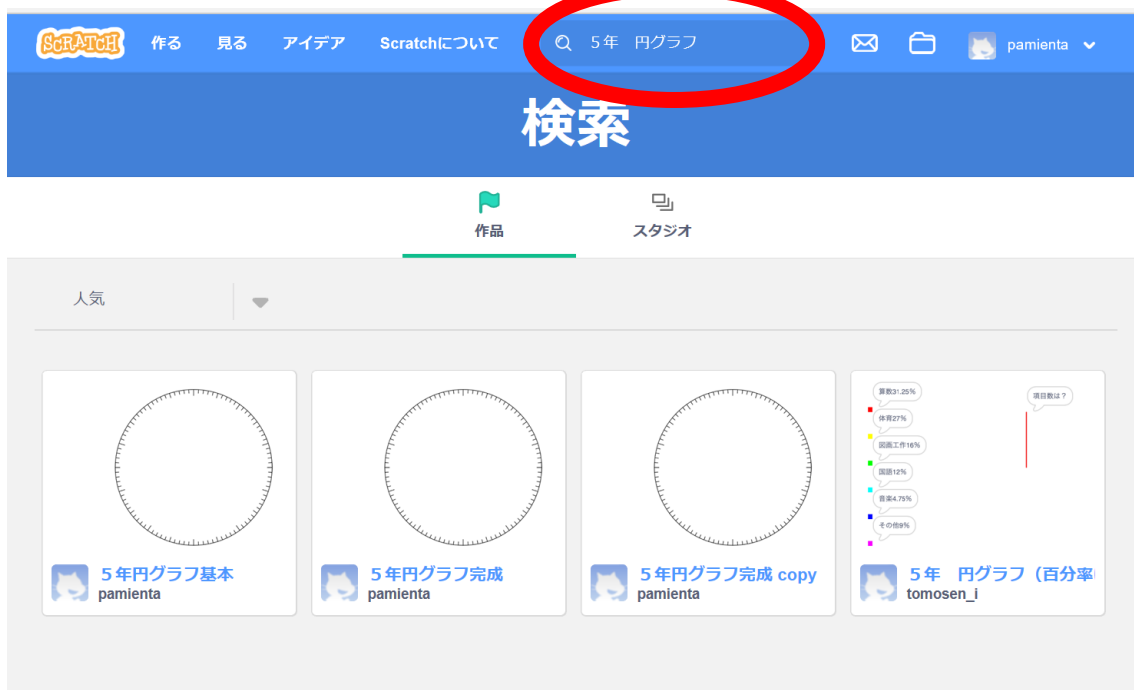 SCRATCH 作る 見る アイデア Scratchについて ５年　円グラフ pamienta
検索
作品 スタジオ
人気
５年円グラフ基本
pamienta
５年円グラフ完成
pamienta
５年円グラフ完成 copy
pamienta
算数31.25%
体育27%
図画工作16%
国語12%
音楽4.75%
その他9%
項目数は？
５年　円グラフ（百分率
tomosen_i